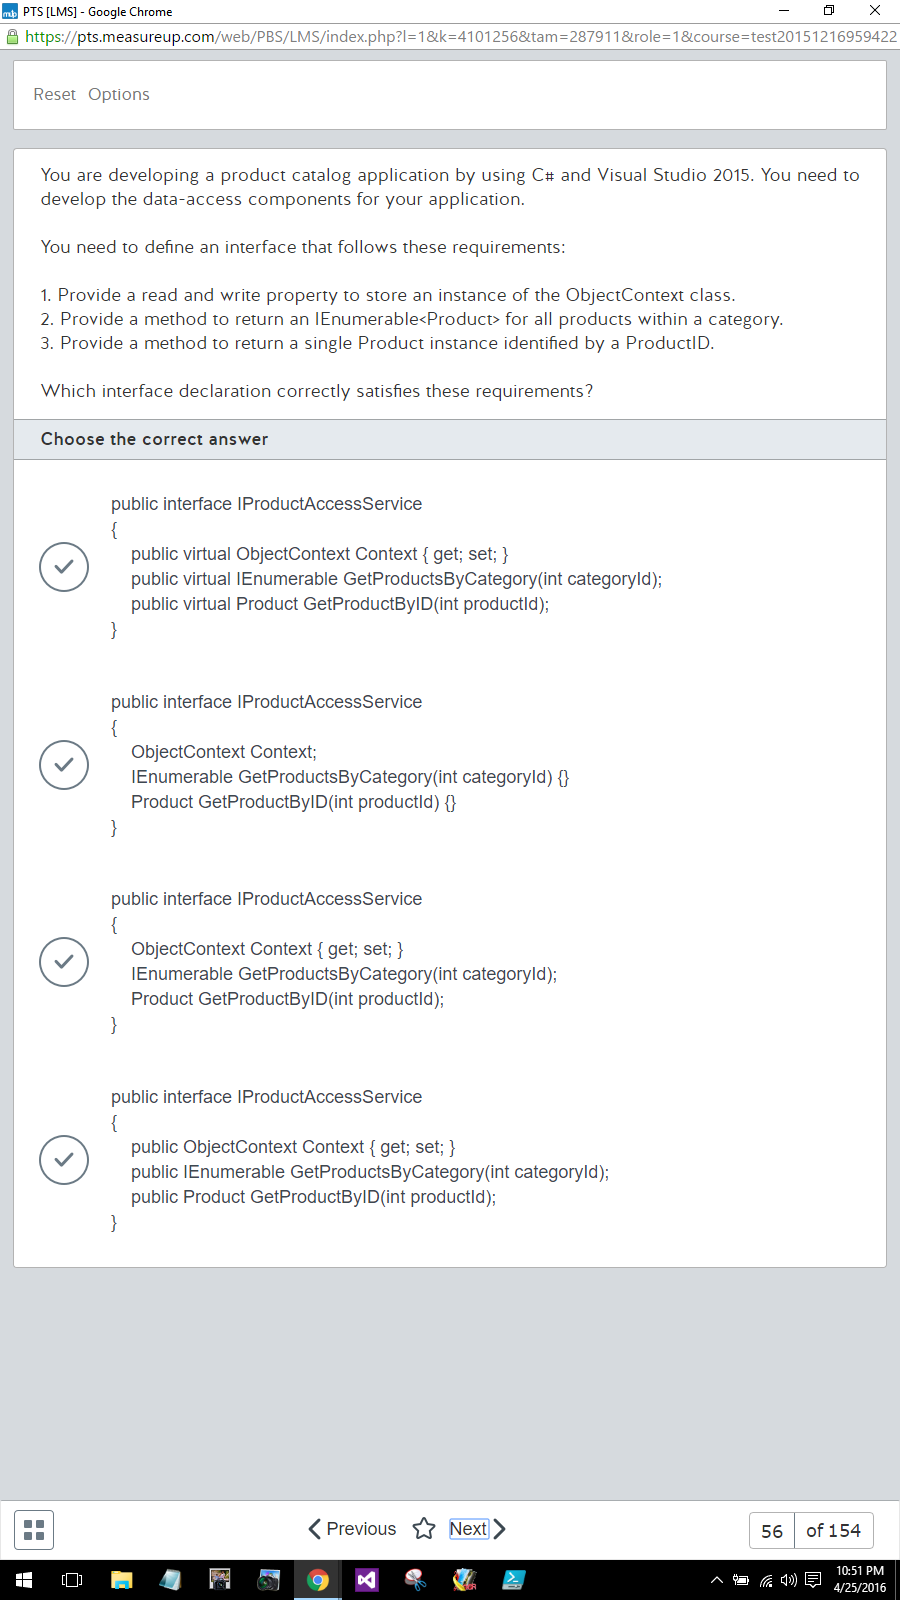 PTS [LMS] - Google Chrome
https://pts.measureup.com/web/PBS/LMS/index.php?l=1&k=4101256&tam=287911&role=1&course=test20151216959422
Reset Options
You are developing a product catalog application by using C# and Visual Studio 2015. You need to
develop the data-access components for your application.
You need to define an interface that follows these requirements:
1. Provide a read and write property to store an instance of the ObjectContext class.
2. Provide a method to return an IEnumerable<Product> for all products within a category.
3. Provide a method to return a single Product instance identified by a ProductID.
Which interface declaration correctly satisfies these requirements?
Choose the correct answer
public interface IProductAccessService
{
public virtual ObjectContext Context { get; set; }
public virtual IEnumerable GetProductsByCategory(int categoryId);
public virtual Product GetProductByID(int productId);
}
public interface IProductAccessService
{
ObjectContext Context;
IEnumerable GetProductsByCategory(int categoryId) {}
Product GetProductByID(int productId) {}
}
public interface IProductAccessService
{
ObjectContext Context { get; set; }
IEnumerable GetProductsByCategory(int categoryId);
Product GetProductByID(int productId);
}
public interface IProductAccessService
{
public ObjectContext Context { get; set; }
public IEnumerable GetProductsByCategory(int categoryId);
public Product GetProductByID(int productId);
}
Previous Next
56 of 154
10:51 PM
4/25/2016